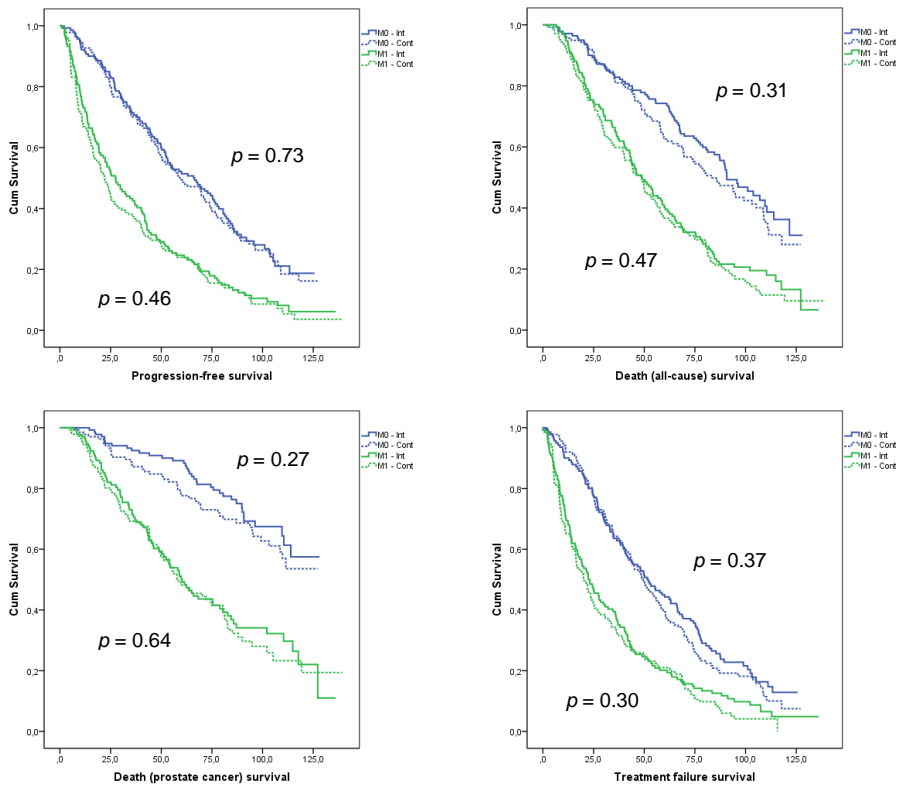 M0 - Int
M0 - Cont
M1 - Int
M1 - Cont
1,0
0,8
0,6
0,4
0,2
0,0
Cum Survival
p = 0.73
p = 0.46
,0 25,0 50,0 75,0 100,0 125,0
Progression-free survival
M0 - Int
M0 - Cont
M1 - Int
M1 - Cont
1,0
0,8
0,6
0,4
0,2
0,0
Cum Survival
p = 0.31
p = 0.47
,0 25,0 50,0 75,0 100,0 125,0
Death (all-cause) survival
M0 - Int
M0 - Cont
M1 - Int
M1 - Cont
1,0
0,8
0,6
0,4
0,2
0,0
Cum Survival
p = 0.27
p = 0.64
,0 25,0 50,0 75,0 100,0 125,0
Death (prostate cancer) survival
M0 - Int
M0 - Cont
M1 - Int
M1 - Cont
1,0
0,8
0,6
0,4
0,2
0,0
Cum Survival
p = 0.37
p = 0.30
,0 25,0 50,0 75,0 100,0 125,0
Treatment failure survival